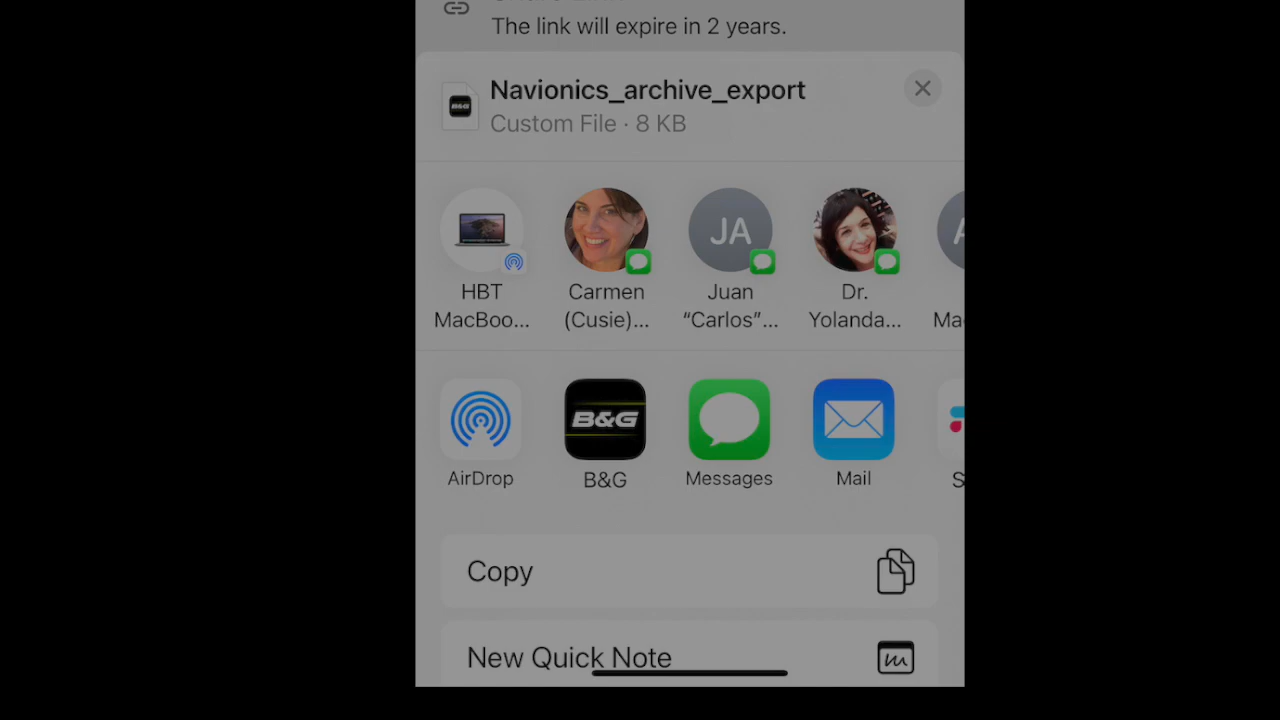 The link will expire in 2 years.
Navionics_archive_export
B&G
Custom File · 8 KB
JA
HBT
MacBoo...
Carmen
(Cusie)...
Juan
“Carlos”...
Dr.
Yolanda...
B&G
AirDrop
B&G
Messages
Mail
Copy
New Quick Note